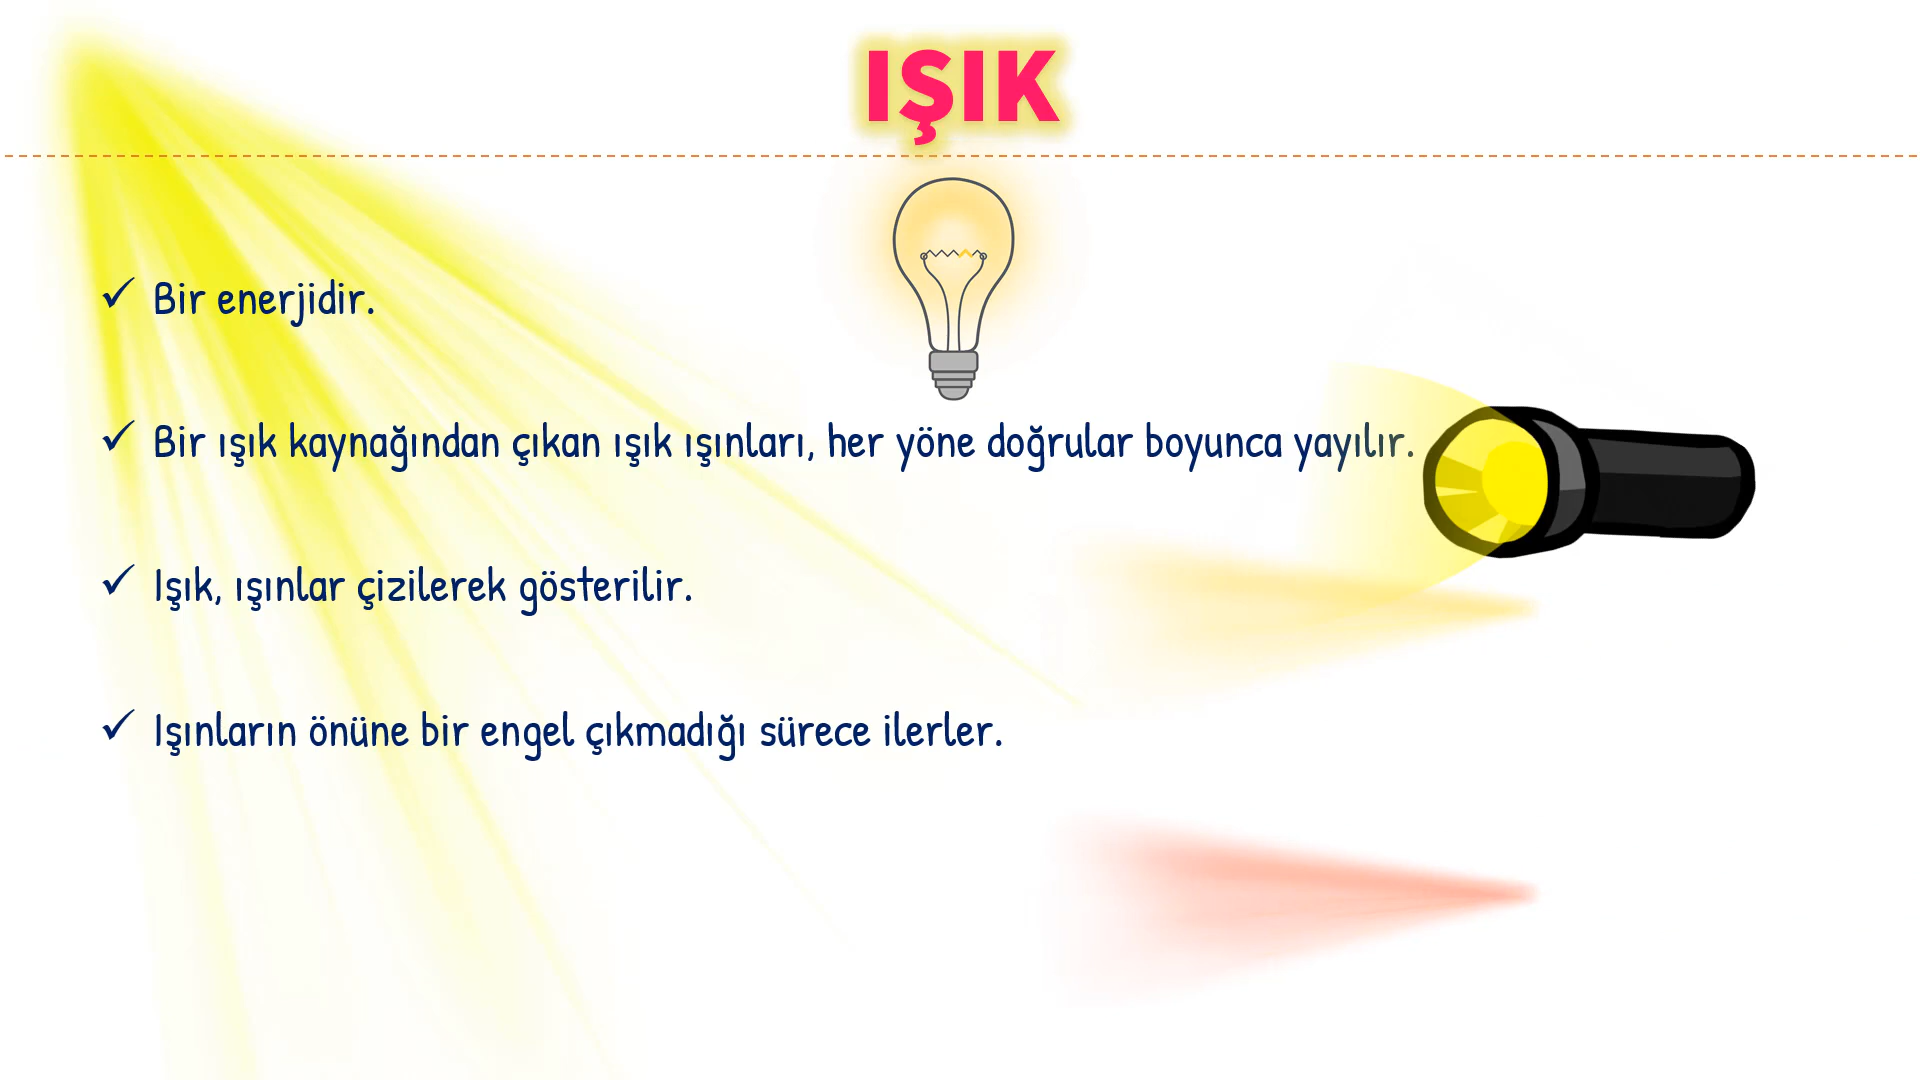 IŞIK
✓ Bir enerjidir.
✓ Bir ışık kaynağından çıkan ışık ışınları, her yöne doğrular boyunca yayılır.
✓ Işık, ışınlar çizilerek gösterilir.
✓ Işınların önüne bir engel çıkmadığı sürece ilerler.